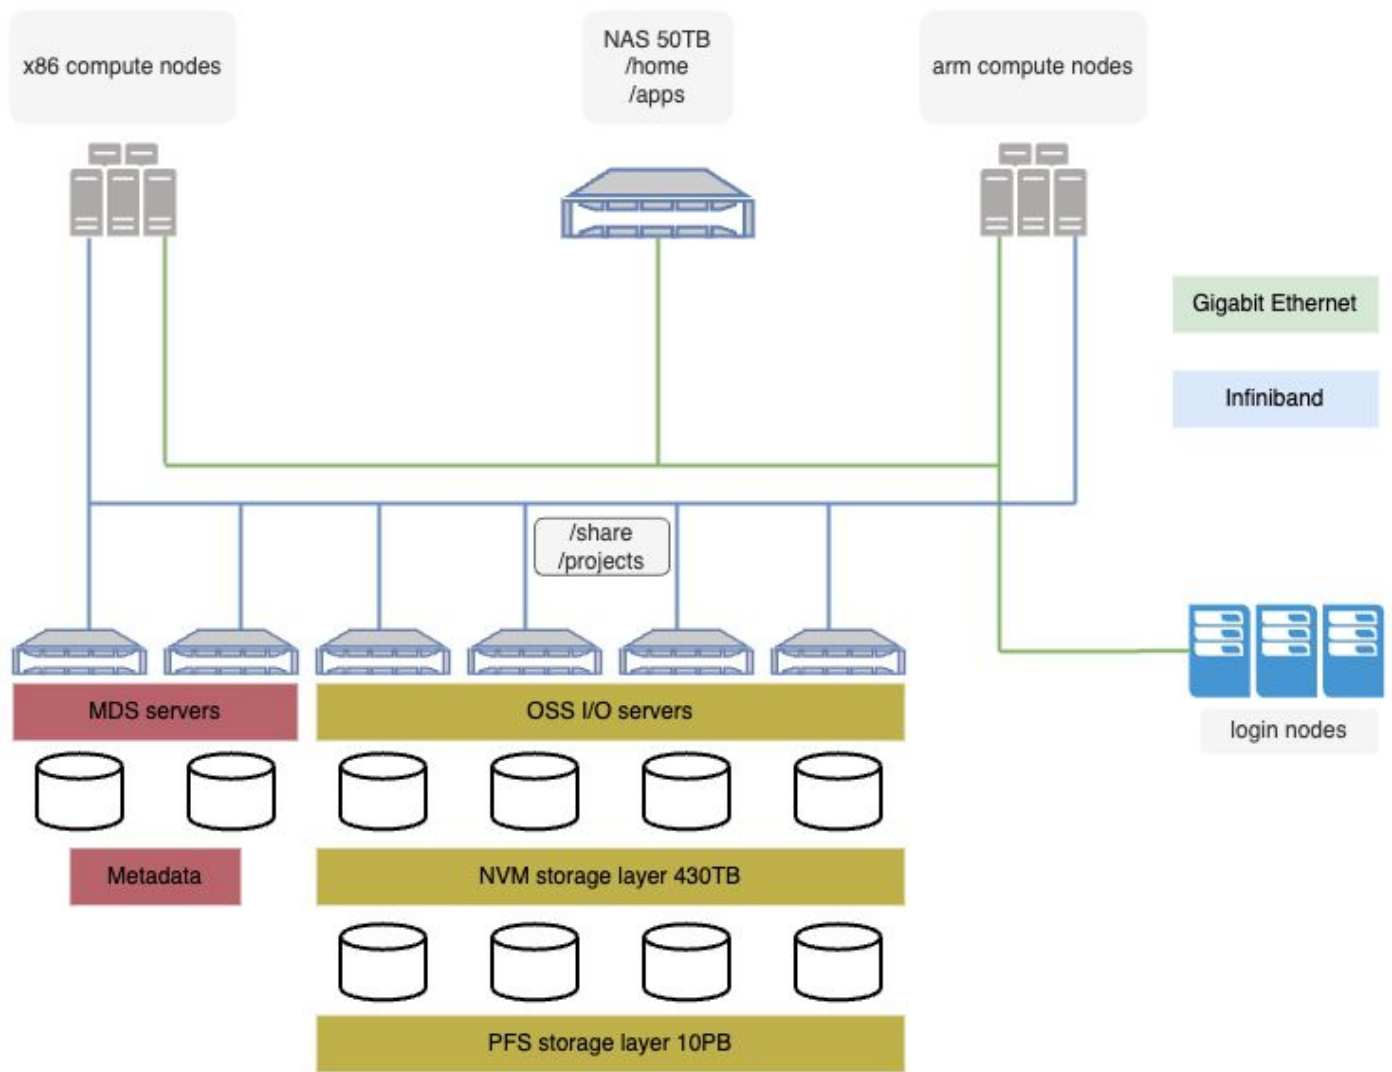 x86 compute nodes
NAS 50TB
/home
/apps
arm compute nodes
Gigabit Ethernet
Infiniband
/share
/projects
MDS servers
OSS I/O servers
login nodes
Metadata
NVM storage layer 430TB
PFS storage layer 10PB